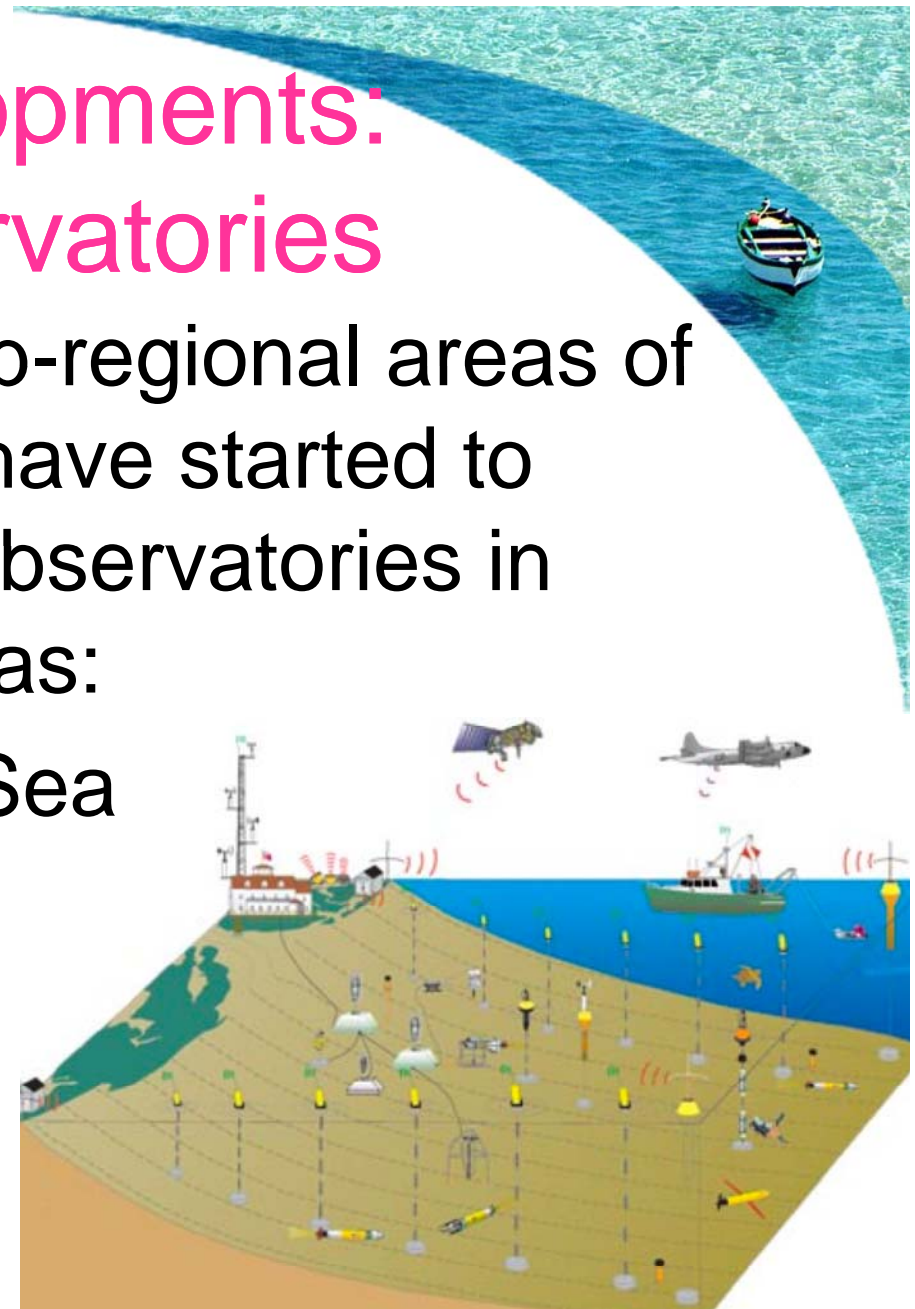 opments:
rvatories
o-regional areas of
have started to
bservatories in
as:
Sea